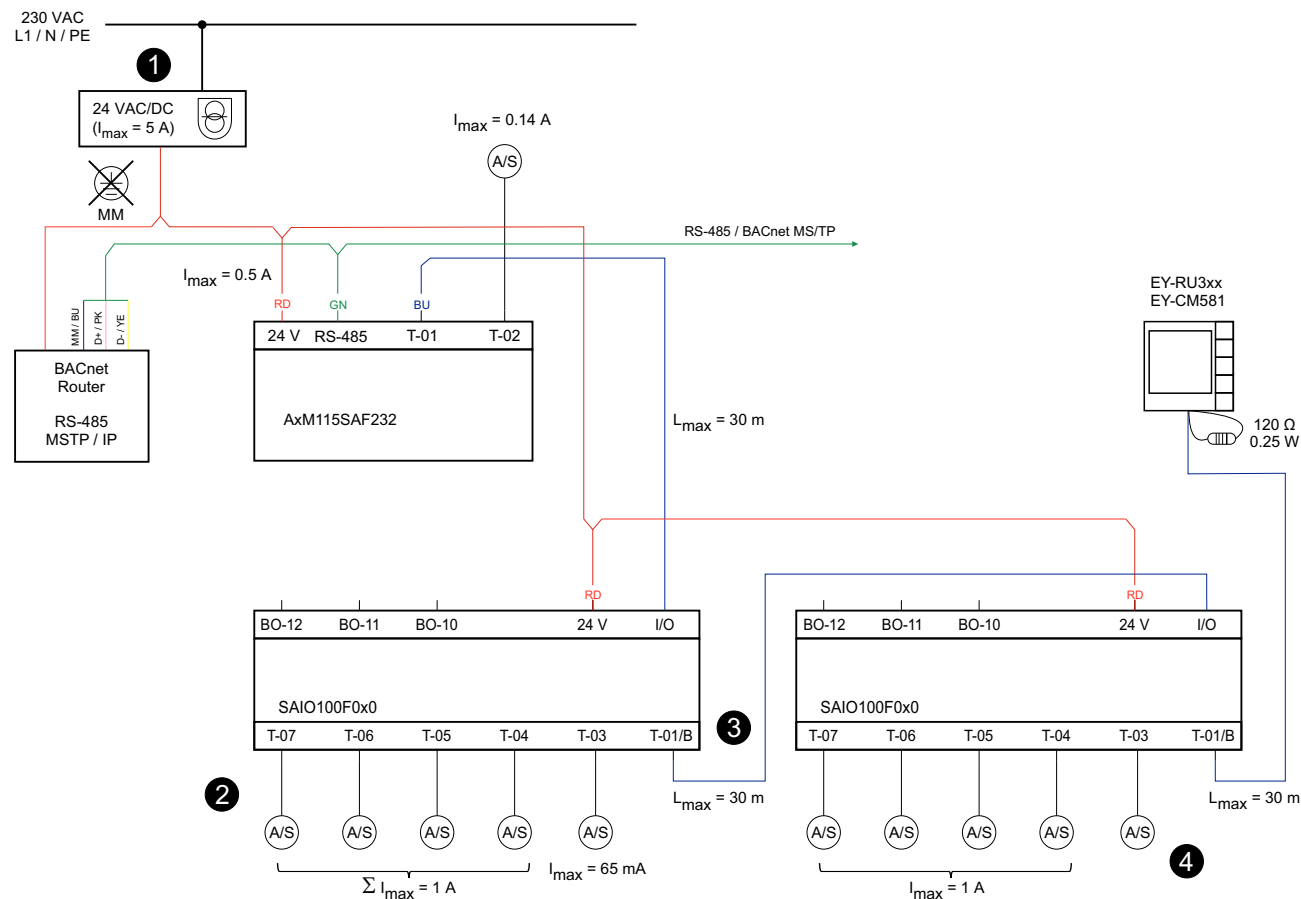 230 VAC
L1 / N / PE
1
24 VAC/DC
(Imax = 5 A)
MM
Imax = 0.14 A
A/S
RS-485 / BACnet MS/TP
Imax = 0.5 A
RD
GN
BU
MM / BU
D+ / PK
D- / YE
24 V RS-485 T-01 T-02
AxM115SAF232
BACnet
Router
RS-485
MSTP / IP
Lmax = 30 m
EY-RU3xx
EY-CM581
120 Ω
0.25 W
RD
RD
BO-12 BO-11 BO-10 24 V I/O
SAIO100F0x0
T-07 T-06 T-05 T-04 T-03 T-01/B
3
BO-12 BO-11 BO-10 24 V I/O
SAIO100F0x0
T-07 T-06 T-05 T-04 T-03 T-01/B
2
Lmax = 30 m
Lmax = 30 m
A/S A/S A/S A/S A/S
A/S A/S A/S A/S A/S
4
Σ Imax = 1 A
Imax = 65 mA
Imax = 1 A